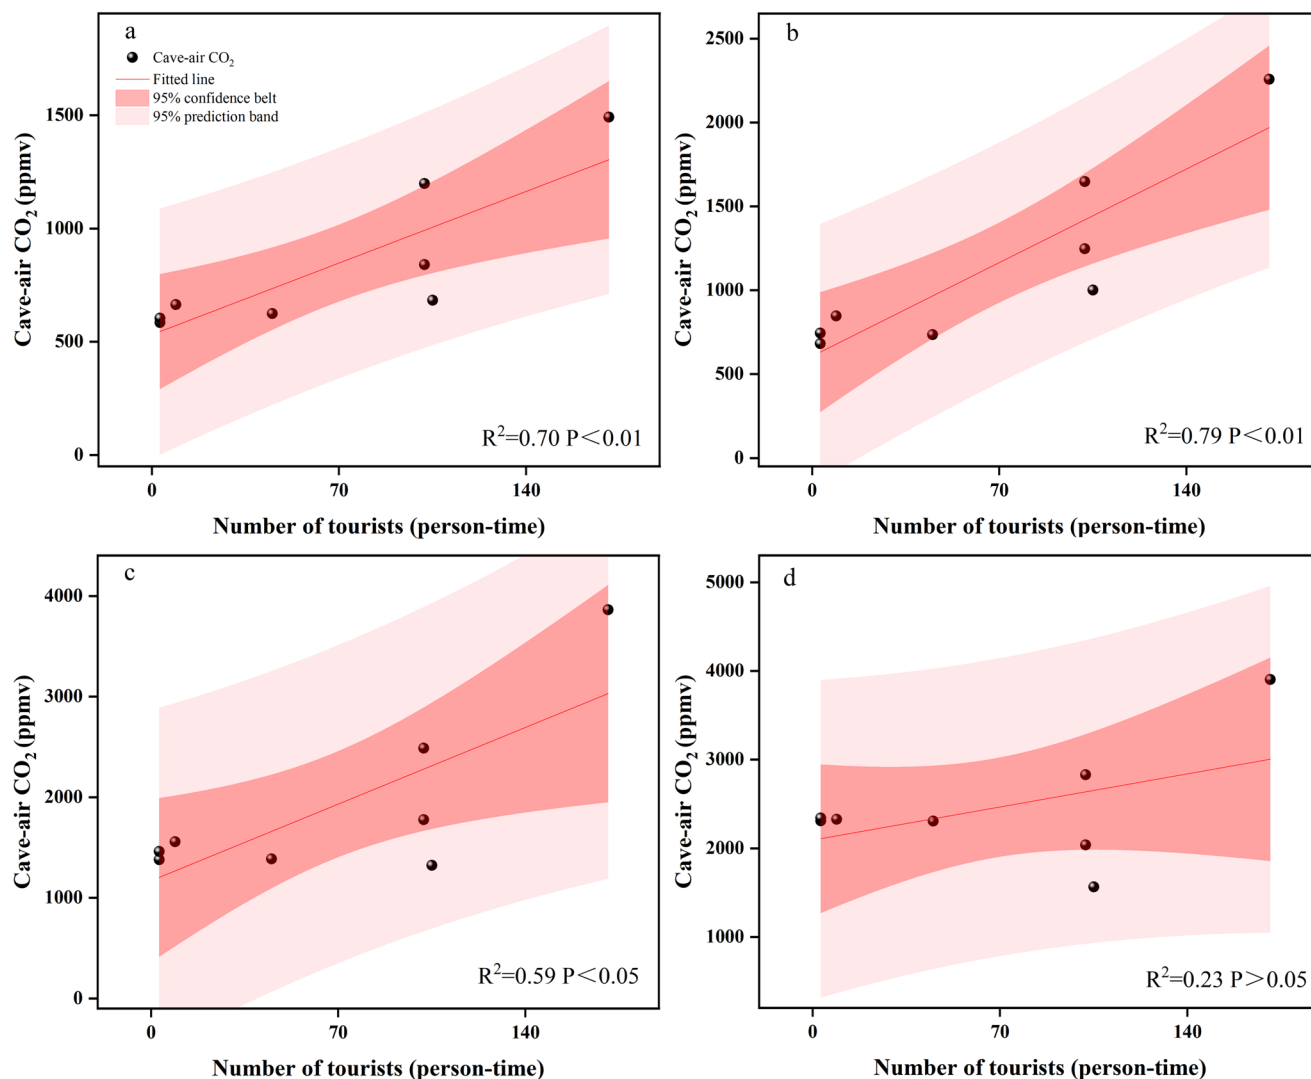 a
Cave-air CO2
Fitted line
95% confidence belt
95% prediction band
Cave-air CO2 (ppmv)
1500
1000
500
0
R2=0.70 P<0.01
0 70 140
Number of tourists (person-time)
b
Cave-air CO2 (ppmv)
2500
2000
1500
1000
500
0
R2=0.79 P<0.01
0 70 140
Number of tourists (person-time)
c
Cave-air CO2 (ppmv)
4000
3000
2000
1000
0
R2=0.59 P<0.05
0 70 140
Number of tourists (person-time)
d
Cave-air CO2 (ppmv)
5000
4000
3000
2000
1000
R2=0.23 P>0.05
0 70 140
Number of tourists (person-time)